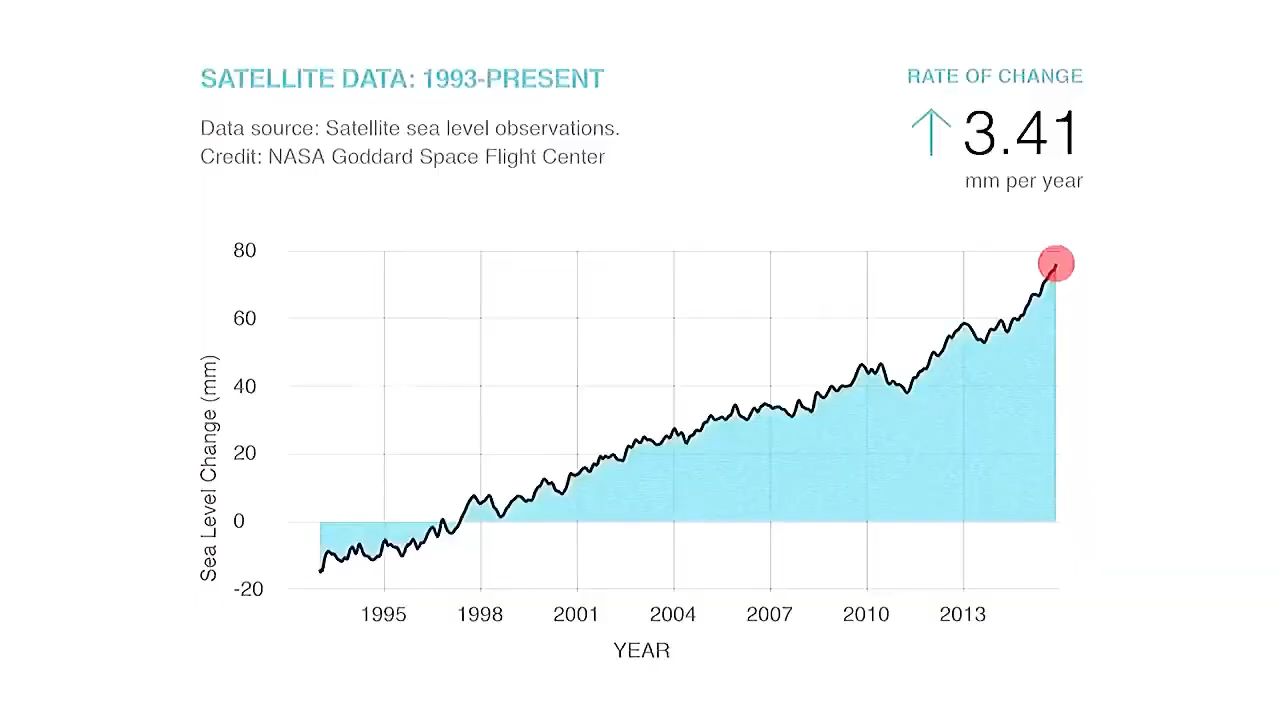 SATELLITE DATA: 1993-PRESENT
Data source: Satellite sea level observations.
Credit: NASA Goddard Space Flight Center
RATE OF CHANGE
↑ 3.41
mm per year
Sea Level Change (mm)
80
60
40
20
0
-20
1995 1998 2001 2004 2007 2010 2013
YEAR